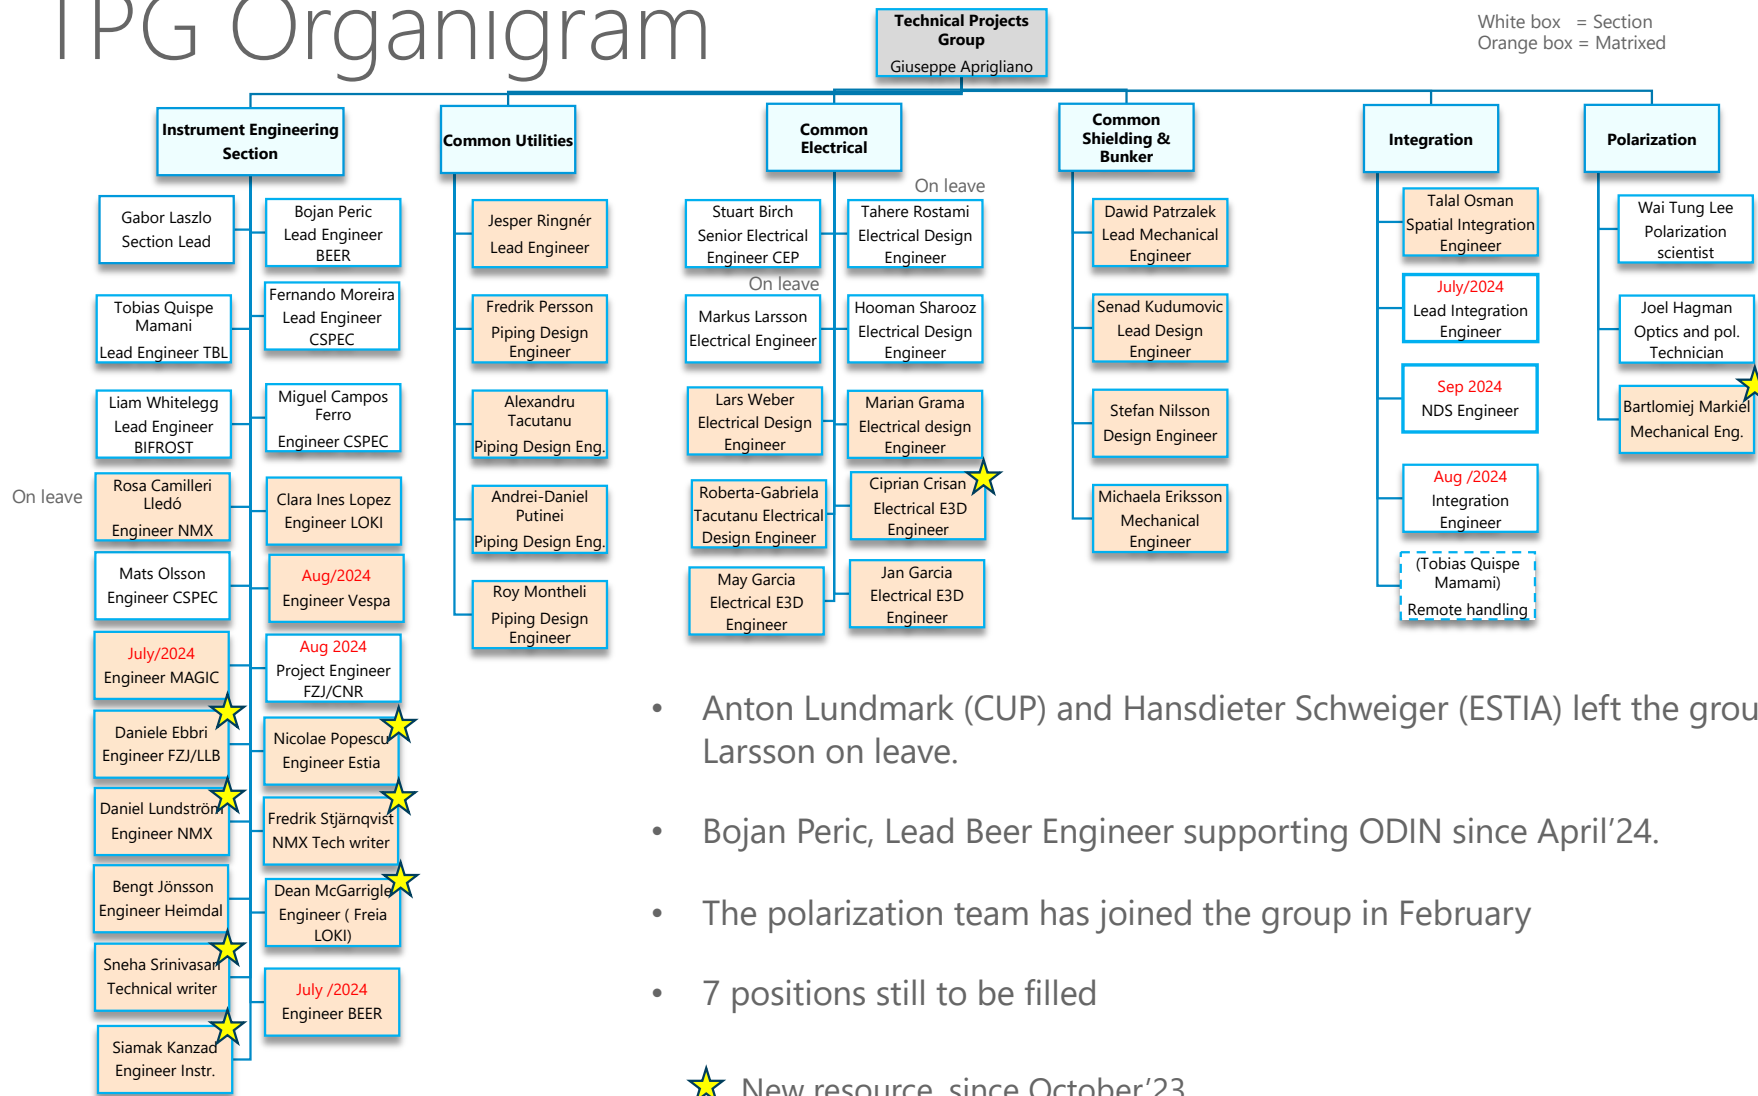 TPG Organigram
Technical Projects
Group
Giuseppe Aprigliano
White box = Section
Orange box = Matrixed
Instrument Engineering
Section
Gabor Laszlo
Section Lead
Bojan Peric
Lead Engineer
BEER
Tobias Quispe
Mamani
Lead Engineer TBL
Fernando Moreira
Lead Engineer
CSPEC
Liam Whitelegg
Lead Engineer
BIFROST
Miguel Campos
Ferro
Engineer CSPEC
On leave
Rosa Camilleri
Lledó
Engineer NMX
Clara Ines Lopez
Engineer LOKI
Mats Olsson
Engineer CSPEC
Aug/2024
Engineer Vespa
July/2024
Engineer MAGIC
Aug 2024
Project Engineer
FZJ/CNR
Daniele Ebbri
Engineer FZJ/LLB
Nicolae Popescu
Engineer Estia
Daniel Lundström
Engineer NMX
Fredrik Stjärnqvist
NMX Tech writer
Bengt Jönsson
Engineer Heimdal
Dean McGarrigle
Engineer ( Freia
LOKI)
Sneha Srinivasan
Technical writer
July /2024
Engineer BEER
Siamak Kanzad
Engineer Instr.
Common Utilities
Jesper Ringnér
Lead Engineer
Fredrik Persson
Piping Design
Engineer
Alexandru
Tacutanu
Piping Design Eng.
Andrei-Daniel
Putinei
Piping Design Eng.
Roy Montheli
Piping Design
Engineer
Common
Electrical
On leave
Stuart Birch
Senior Electrical
Engineer CEP
Tahere Rostami
Electrical Design
Engineer
On leave
Markus Larsson
Electrical Engineer
Hooman Sharooz
Electrical Design
Engineer
Lars Weber
Electrical Design
Engineer
Marian Grama
Electrical design
Engineer
Roberta-Gabriela
Tacutanu Electrical
Design Engineer
Ciprian Crisan
Electrical E3D
Engineer
May Garcia
Electrical E3D
Engineer
Jan Garcia
Electrical E3D
Engineer
Common
Shielding &
Bunker
Dawid Patrzalek
Lead Mechanical
Engineer
Senad Kudumovic
Lead Design
Engineer
Stefan Nilsson
Design Engineer
Michaela Eriksson
Mechanical
Engineer
Integration
Talal Osman
Spatial Integration
Engineer
July/2024
Lead Integration
Engineer
Sep 2024
NDS Engineer
Aug /2024
Integration
Engineer
(Tobias Quispe
Mamami)
Remote handling
Polarization
Wai Tung Lee
Polarization
scientist
Joel Hagman
Optics and pol.
Technician
Bartlomiej Markiel
Mechanical Eng.
• Anton Lundmark (CUP) and Hansdieter Schweiger (ESTIA) left the grou
Larsson on leave.
• Bojan Peric, Lead Beer Engineer supporting ODIN since April’24.
• The polarization team has joined the group in February
• 7 positions still to be filled
New resource since October’23